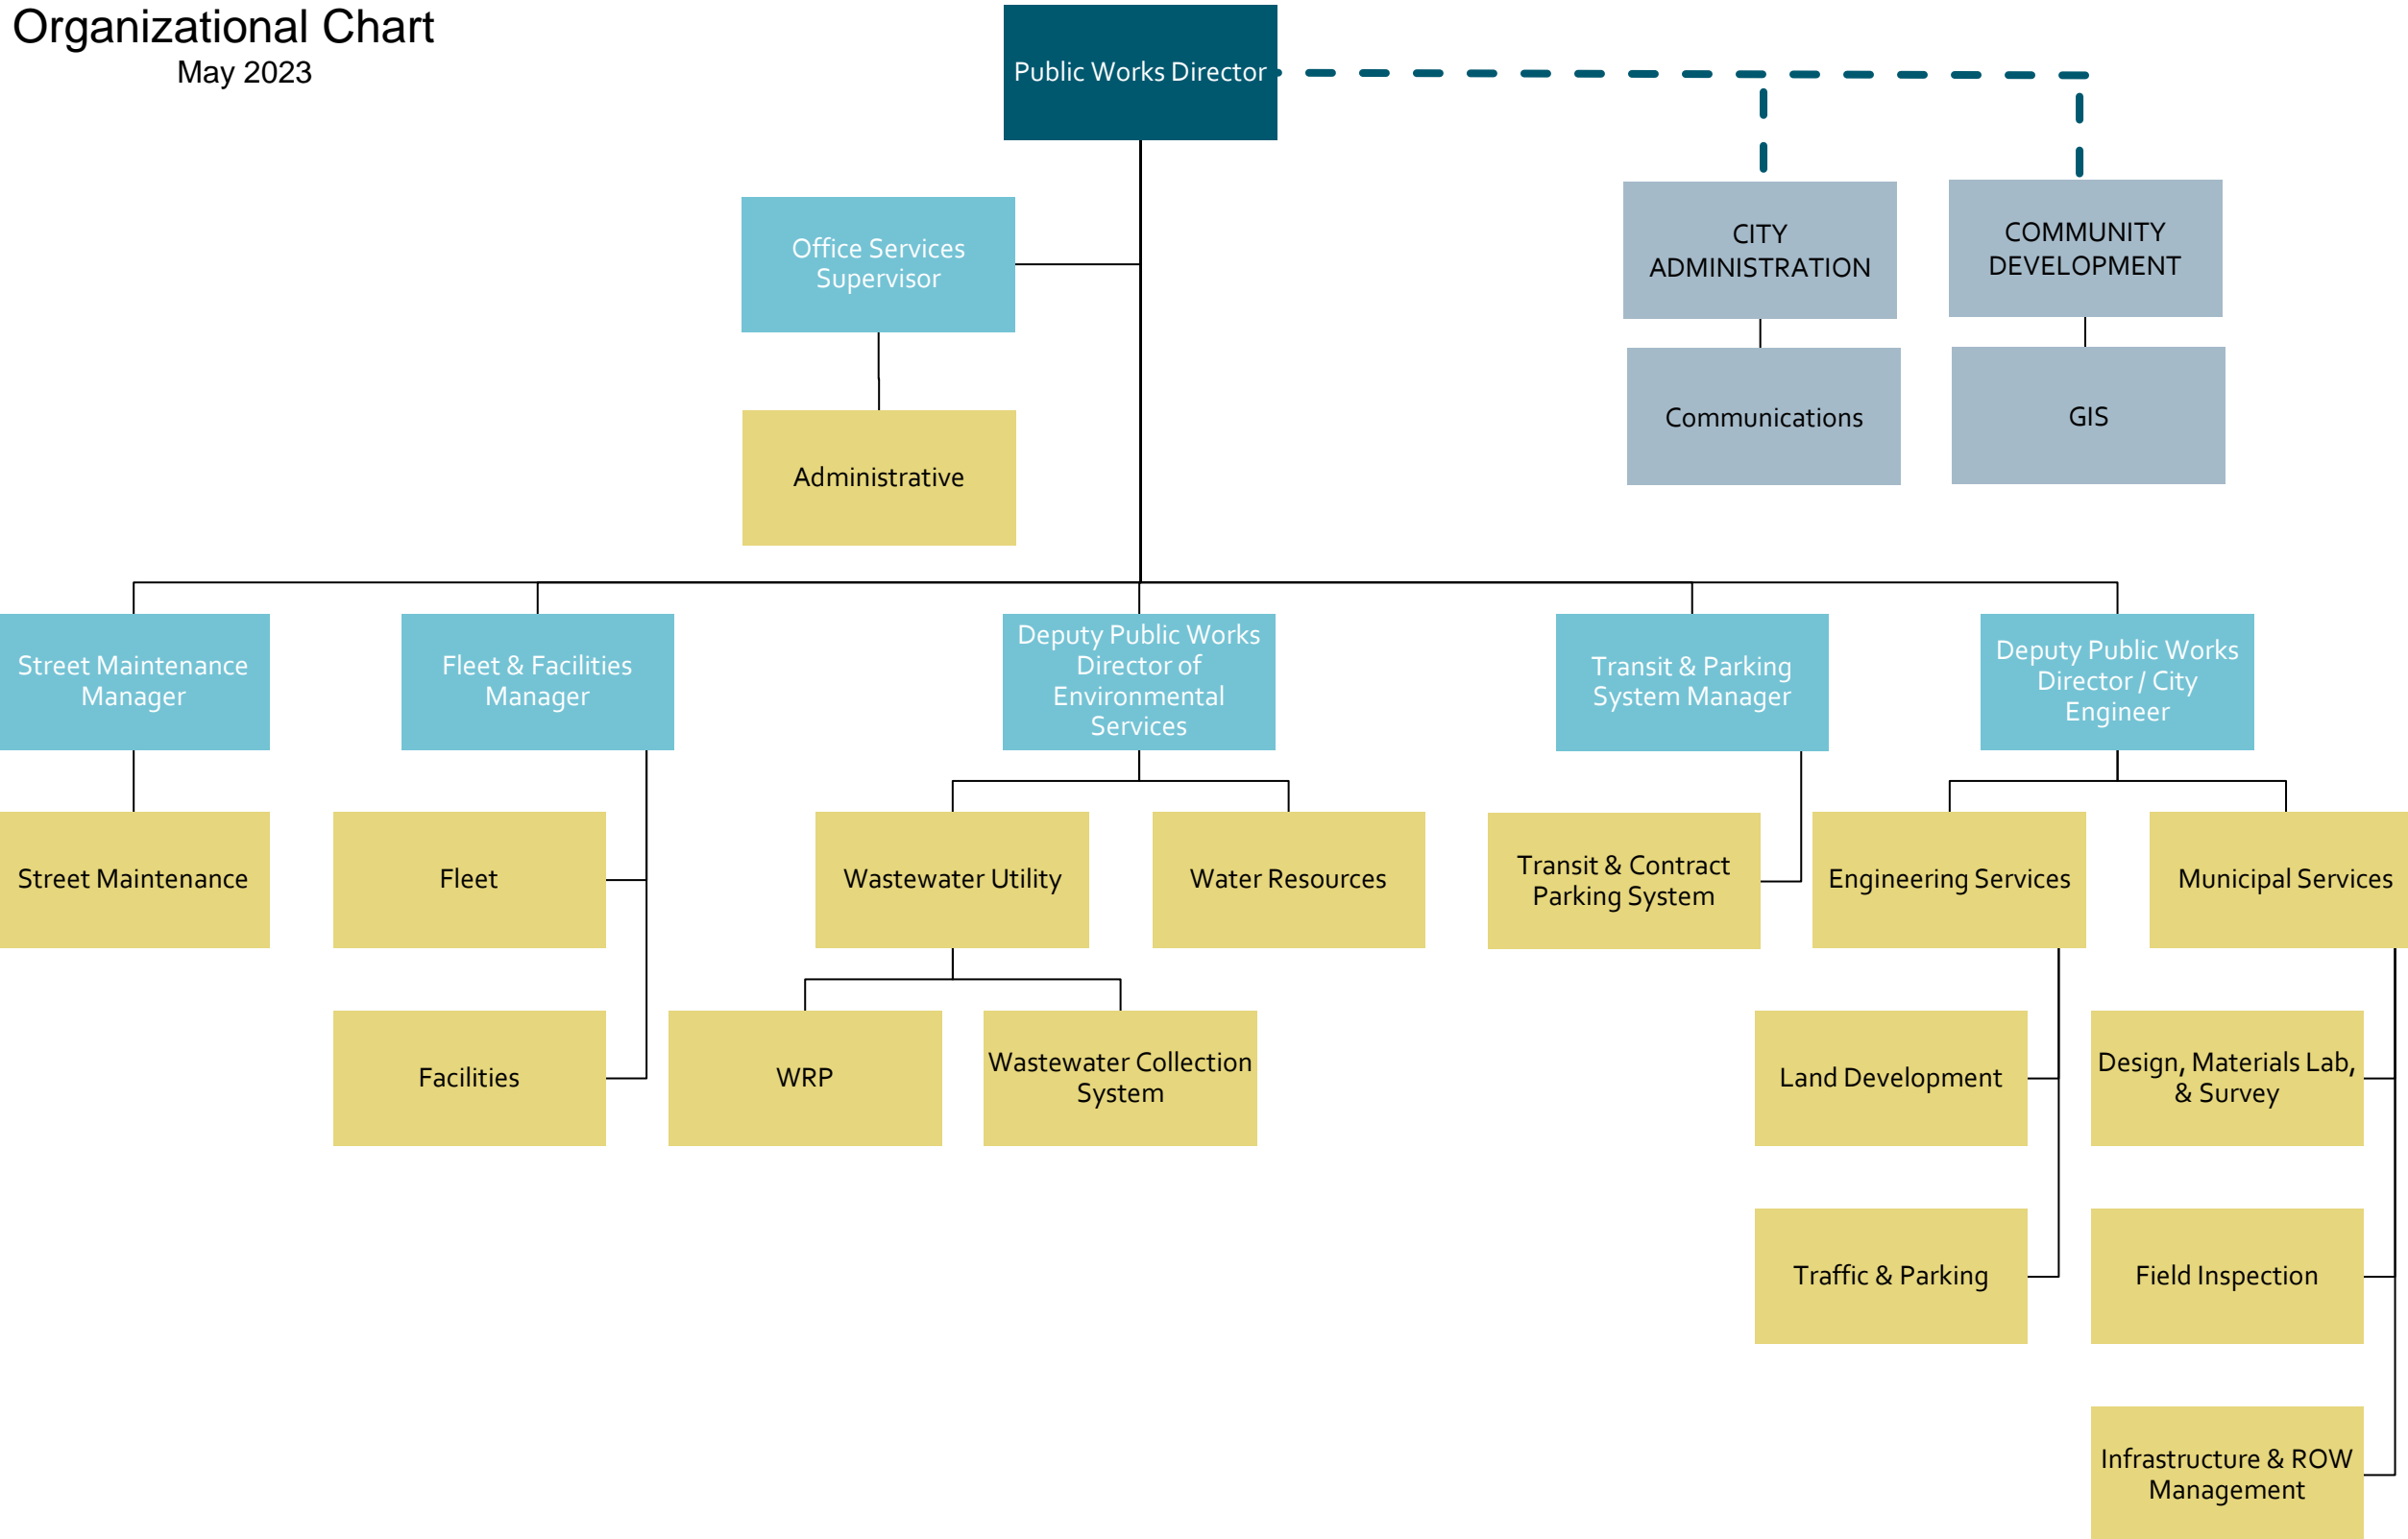 Organizational Chart
May 2023
Public Works Director
Office Services
Supervisor
CITY
ADMINISTRATION
COMMUNITY
DEVELOPMENT
Administrative
Communications
GIS
Street Maintenance
Manager
Fleet & Facilities
Manager
Deputy Public Works
Director of
Environmental
Services
Transit & Parking
System Manager
Deputy Public Works
Director / City
Engineer
Street Maintenance
Fleet
Wastewater Utility
Water Resources
Transit & Contract
Parking System
Engineering Services
Municipal Services
Facilities
WRP
Wastewater Collection
System
Land Development
Design, Materials Lab,
& Survey
Traffic & Parking
Field Inspection
Infrastructure & ROW
Management